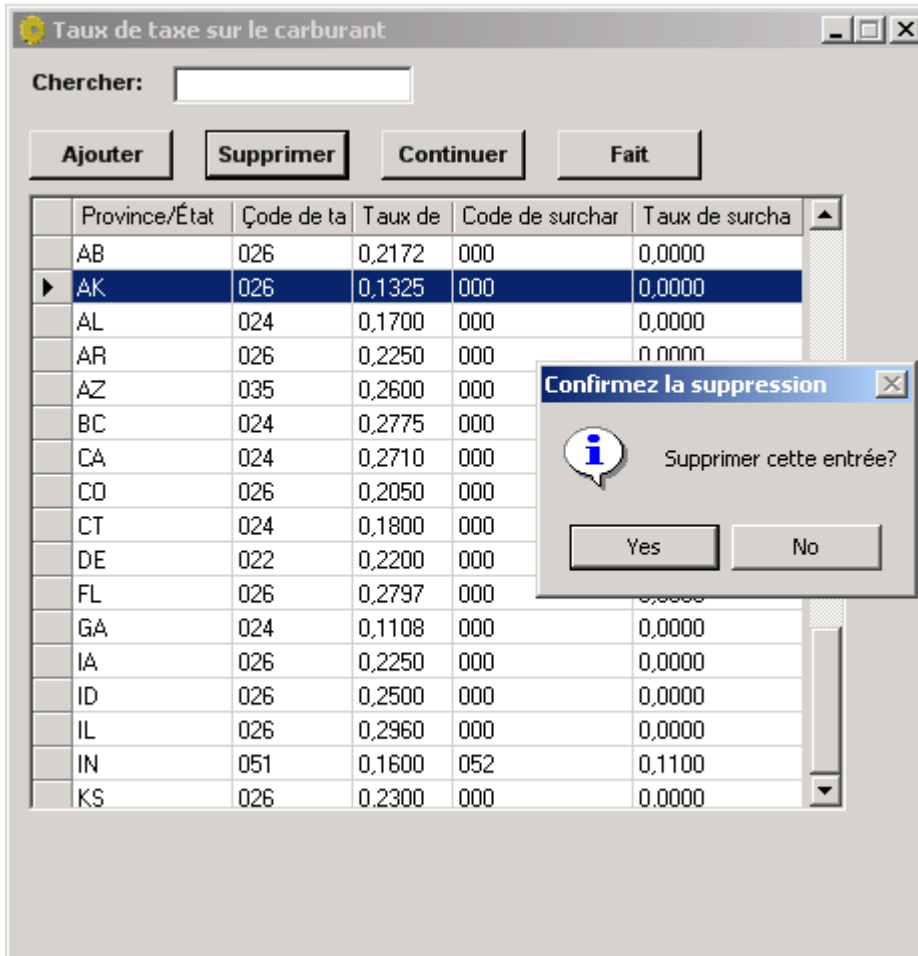 Taux de taxe sur le carburant
Chercher:
Ajouter Supprimer Continuer Fait
Province/État Çode de ta Taux de Code de surchar Taux de surcha
AB 026 0,2172 000 0,0000
AK 026 0,1325 000 0,0000
AL 024 0,1700 000 0,0000
AR 026 0,2250 000 0,0000
AZ 035 0,2600 000
BC 024 0,2775 000
CA 024 0,2710 000
CO 026 0,2050 000
CT 024 0,1800 000
DE 022 0,2200 000
FL 026 0,2797 000
GA 024 0,1108 000 0,0000
IA 026 0,2250 000 0,0000
ID 026 0,2500 000 0,0000
IL 026 0,2960 000 0,0000
IN 051 0,1600 052 0,1100
KS 026 0,2300 000 0,0000
Confirmez la suppression
Supprimer cette entrée?
Yes No